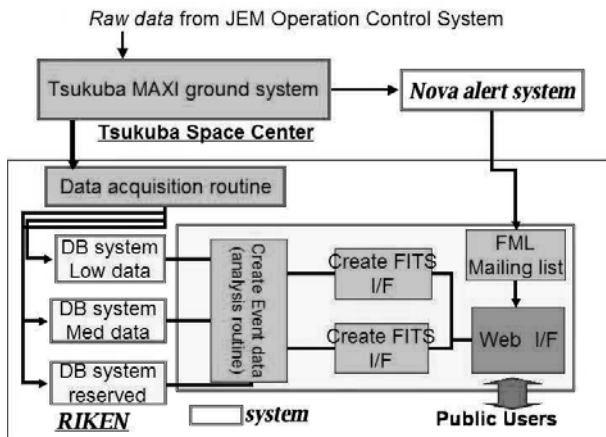 Raw data from JEM Operation Control System
Tsukuba MAXI ground system
Nova alert system
Tsukuba Space Center
Data acquisition routine
DB system
Low data
DB system
Med data
DB system
reserved
Create Event data
(analysis routine)
Create FITS
I/F
Create FITS
I/F
FML
Mailing list
Web I/F
RIKEN
system
Public Users